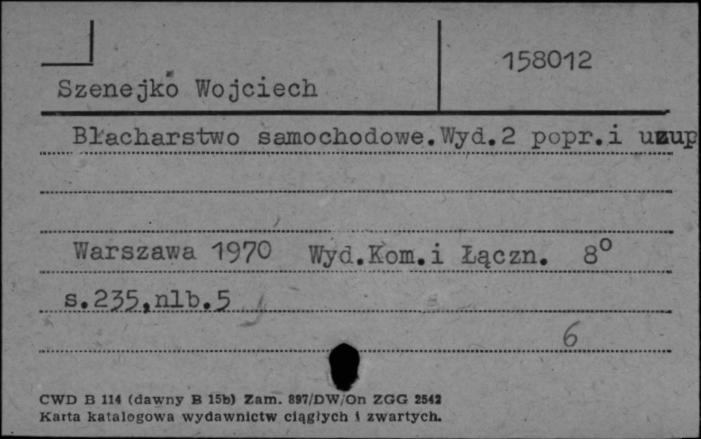 158012
Szenejko Wojciech
Blacharstwo samochodowe.Wyd.2 popr.i uzup
Warszawa 1970 Wyd.Kom.i Łączn. 8°
s.235,nlb.5
6
CWD B 114 (dawny B 15b) Zam. 897/DW/On ZGG 2542
Karta katalogowa wydawnictw ciągłych i zwartych.